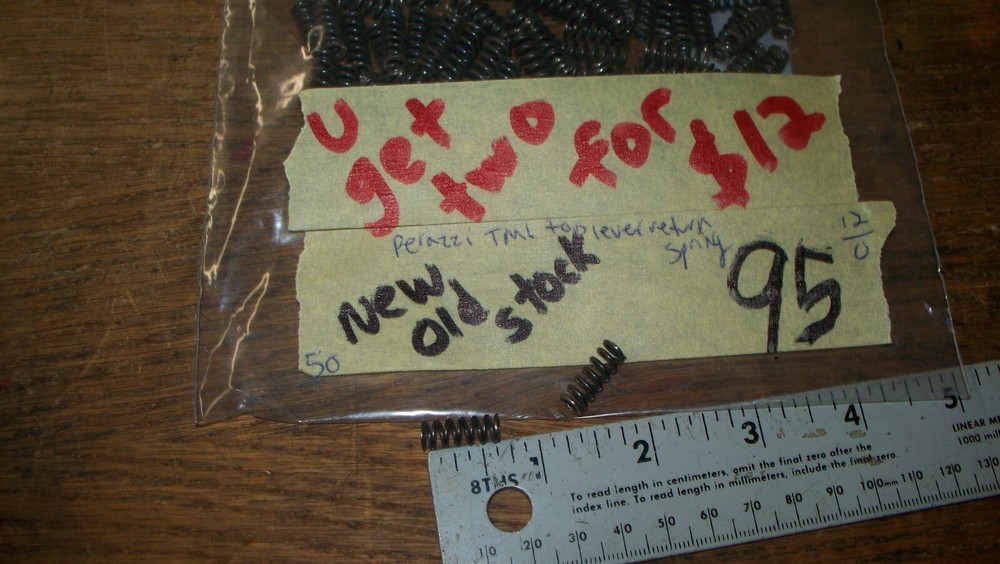 U get two for $12
Perazzi TM1 top lever return spring
12
0
New Old Stock
95
50
1 2 3 4 5
8THS
LINEAR
1000
To read length in centimeters, omit the final zero after the
index line. To read length in millimeters, include the final zero.
10 20 30 40 50 60 70 80 90 100mm 110 120 130